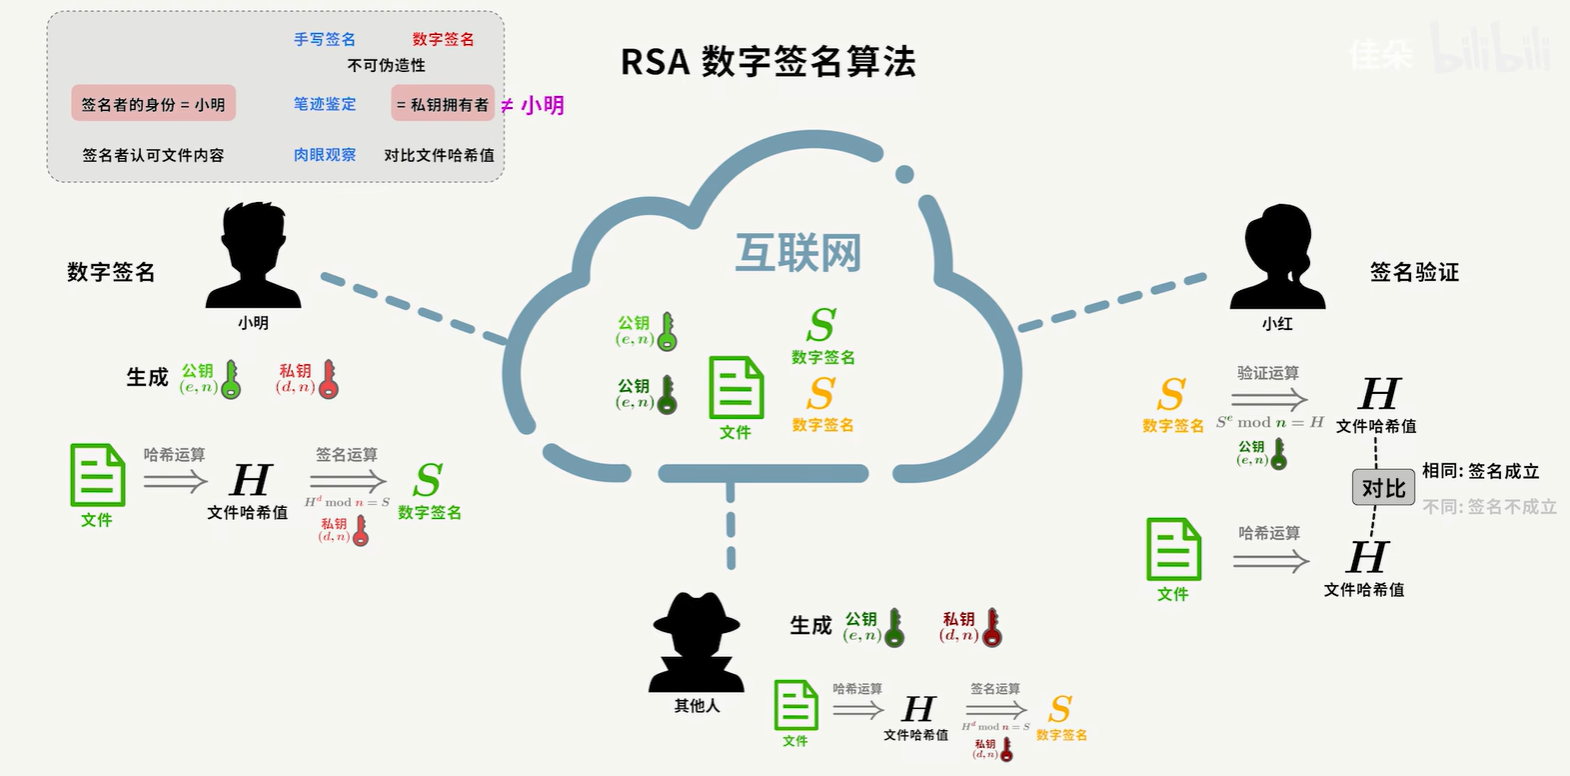 手写签名 数字签名
不可伪造性
签名者的身份 = 小明 笔迹鉴定 = 私钥拥有者 ≠ 小明
签名者认可文件内容 肉眼观察 对比文件哈希值
RSA 数字签名算法
佳朵 bilibili
互联网
公钥
(e, n)
S
数字签名
公钥
(e, n)
文件
S
数字签名
数字签名
小明
生成 公钥 (e, n) 私钥 (d, n)
文件
哈希运算
H
文件哈希值
签名运算
H^d mod n = S
私钥
(d, n)
S
数字签名
签名验证
小红
S
数字签名
验证运算
S^e mod n = H
公钥
(e, n)
H
文件哈希值
对比
相同: 签名成立
不同: 签名不成立
文件
哈希运算
H
文件哈希值
其他人
生成 公钥 (e, n) 私钥 (d, n)
文件
哈希运算
H
文件哈希值
签名运算
H^d mod n = S
私钥
(d, n)
S
数字签名